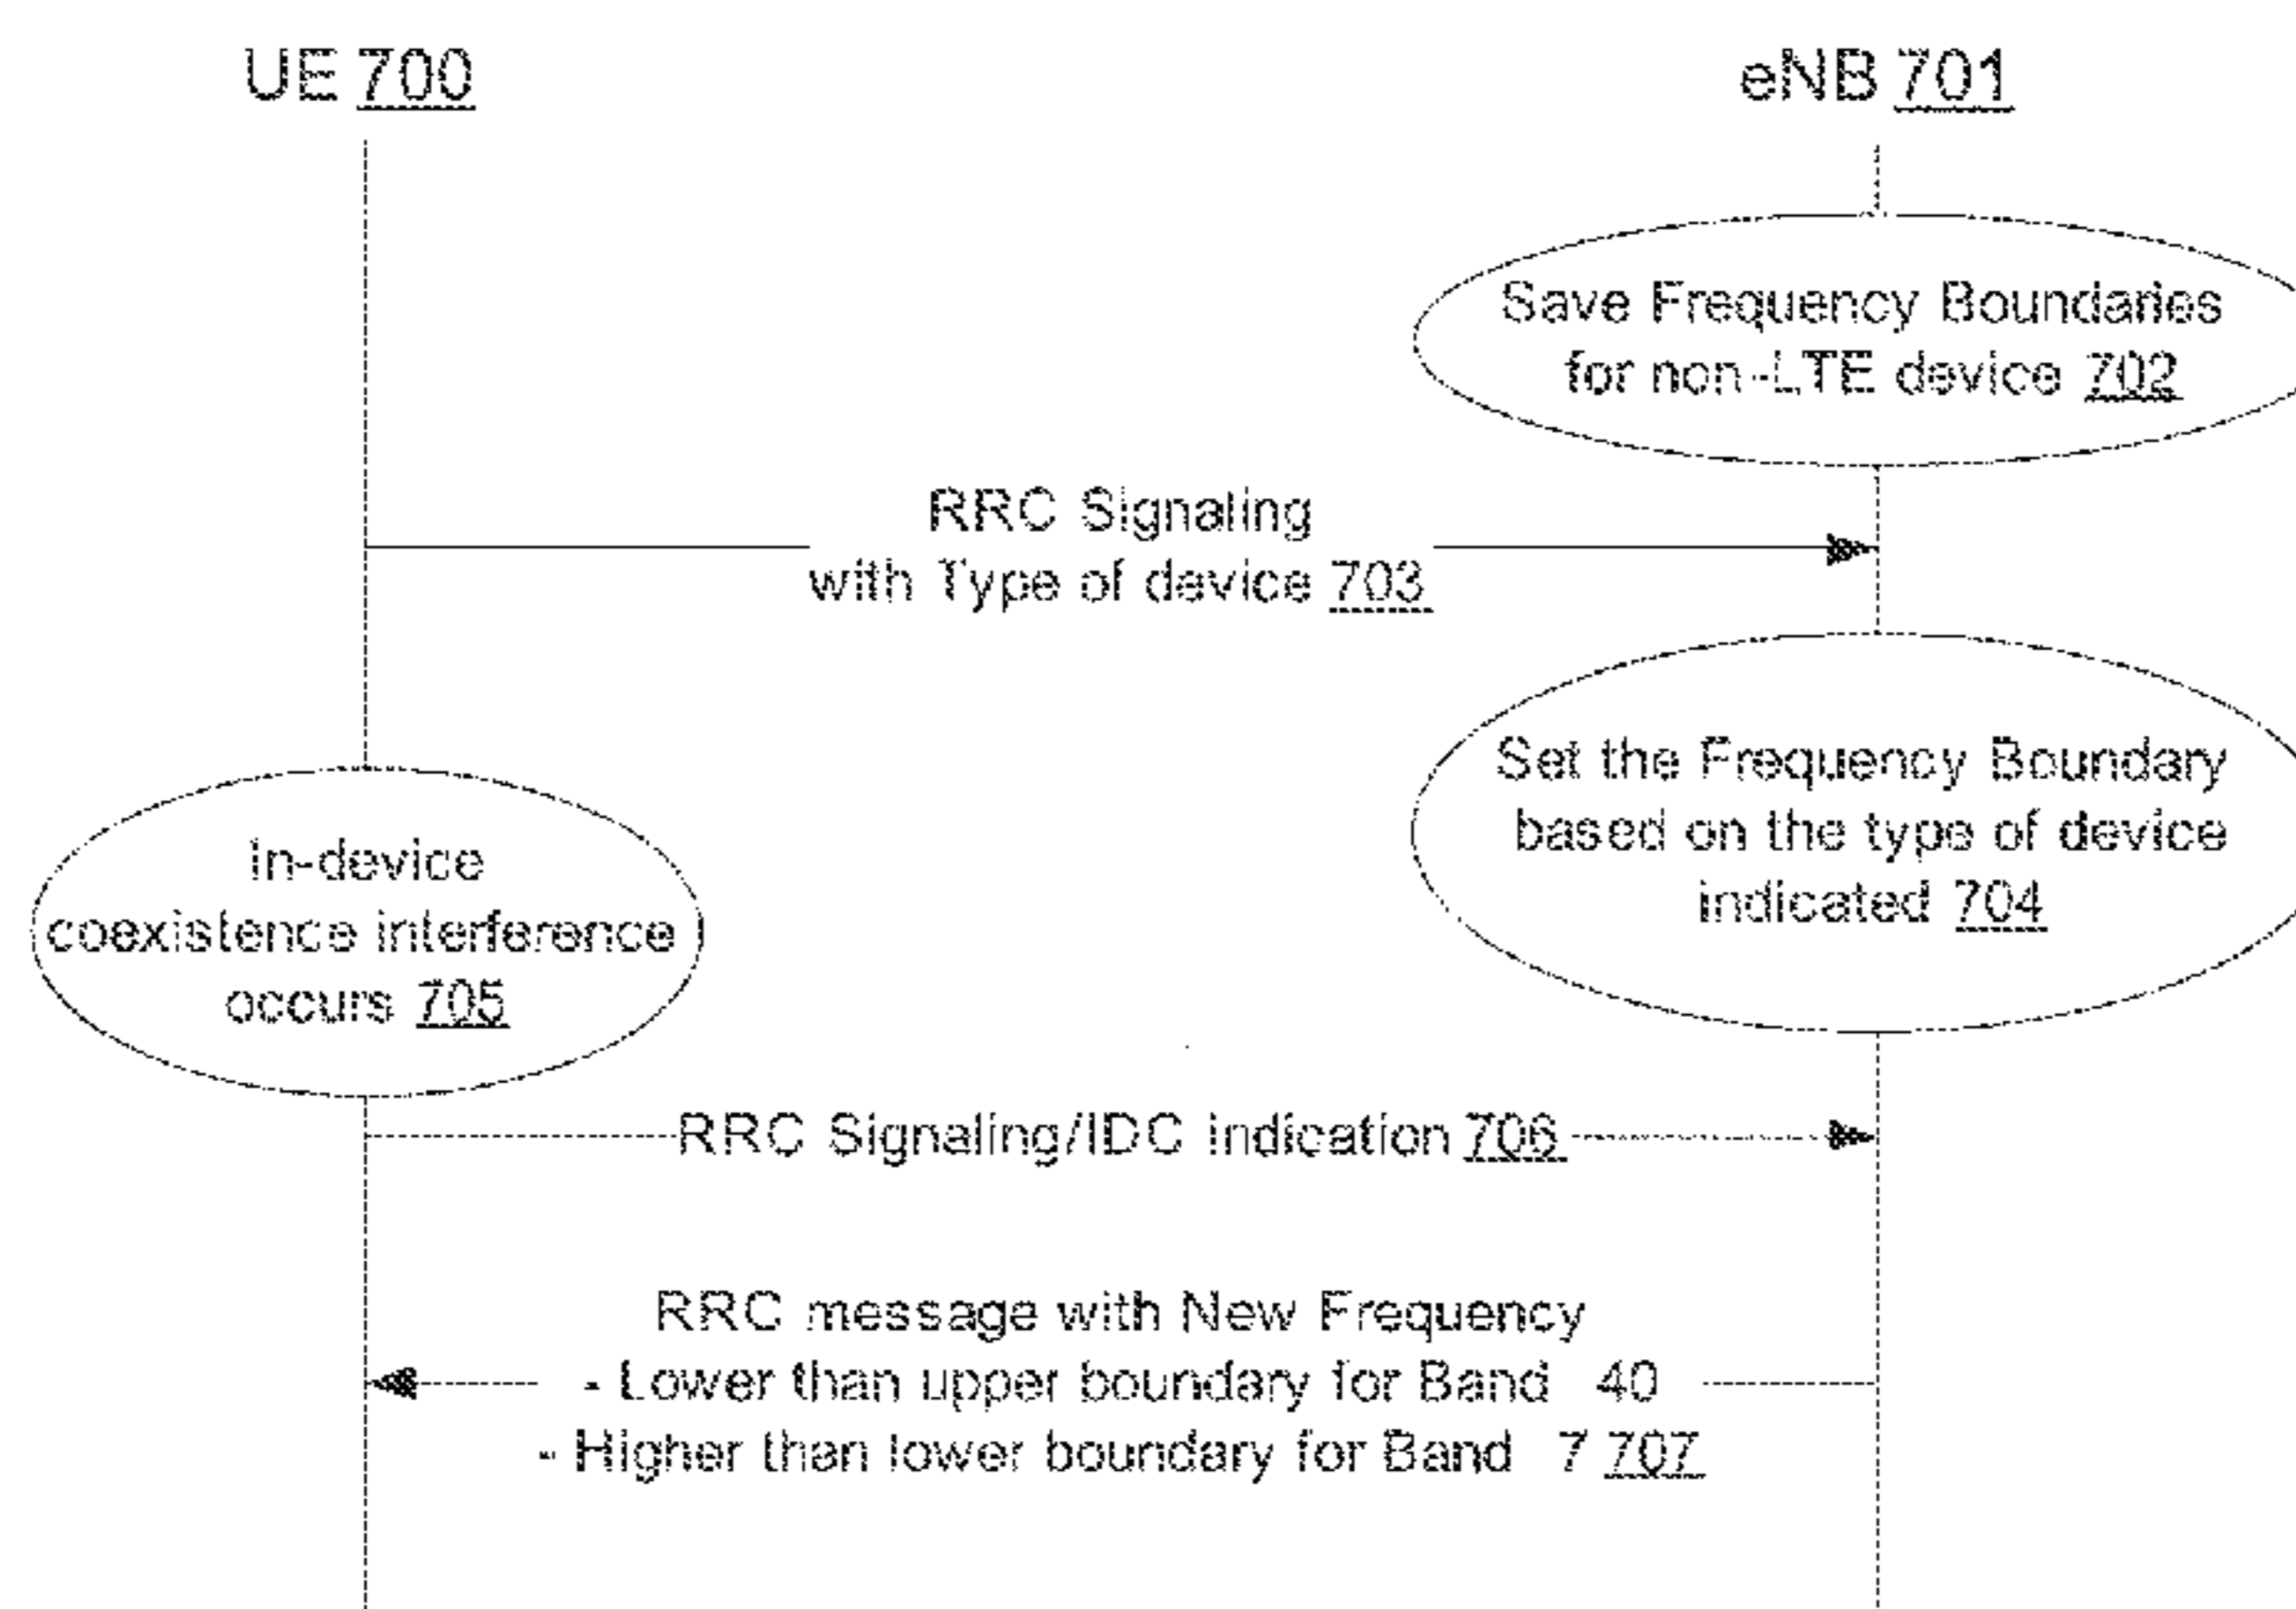 UE 700
eNB 701
Save Frequency Boundaries
for non-LTE device 702
RRC Signaling
with Type of device 703
Set the Frequency Boundary
based on the type of device
indicated 704
In-device
coexistence interference
occurs 705
RRC Signaling/IDC Indication 706
RRC message with New Frequency
- Lower than upper boundary for Band 40
- Higher than lower boundary for Band 7 707